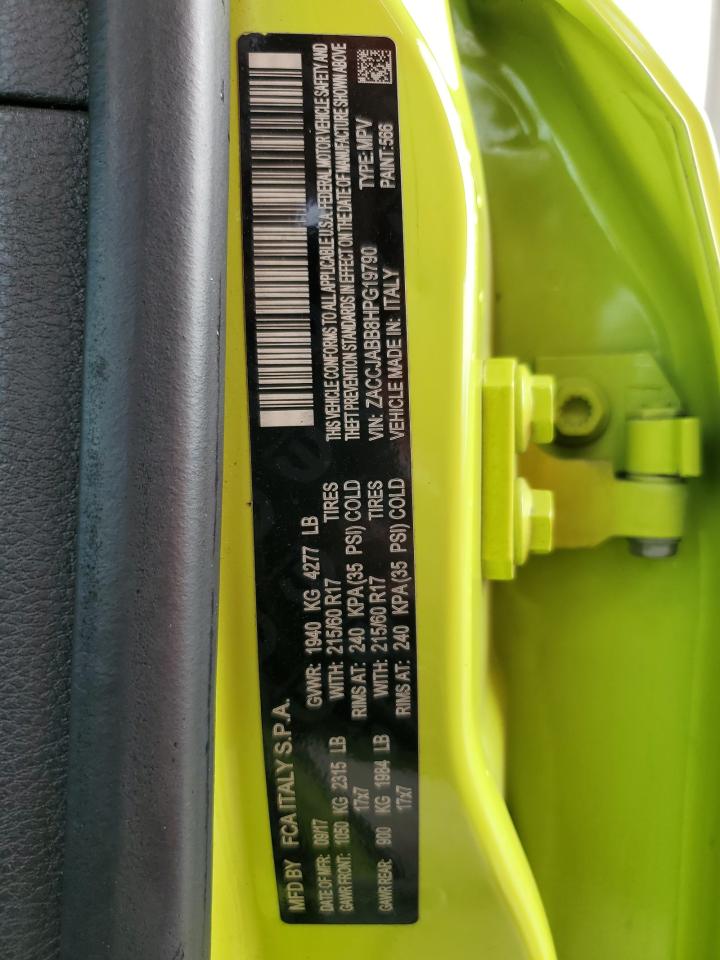 MFD BY FCA ITALY S.P.A.
DATE OF MFR: 09/17
GVWR: 1940 KG 4277 LB
GAWR FRONT: 1050 KG 2315 LB
WITH: 215/60 R17 TIRES
17x7
RIMS AT: 240 KPA(35 PSI) COLD
GAWR REAR: 900 KG 1984 LB
WITH: 215/60 R17 TIRES
17x7
RIMS AT: 240 KPA (35 PSI) COLD
THIS VEHICLE CONFORMS TO ALL APPLICABLE U.S.A. FEDERAL MOTOR VEHICLE SAFETY AND
THEFT PREVENTION STANDARDS IN EFFECT ON THE DATE OF MANUFACTURE SHOWN ABOVE
VIN: ZACCJABB8HPG19790 TYPE:MPV
VEHICLE MADE IN: ITALY PAINT:566